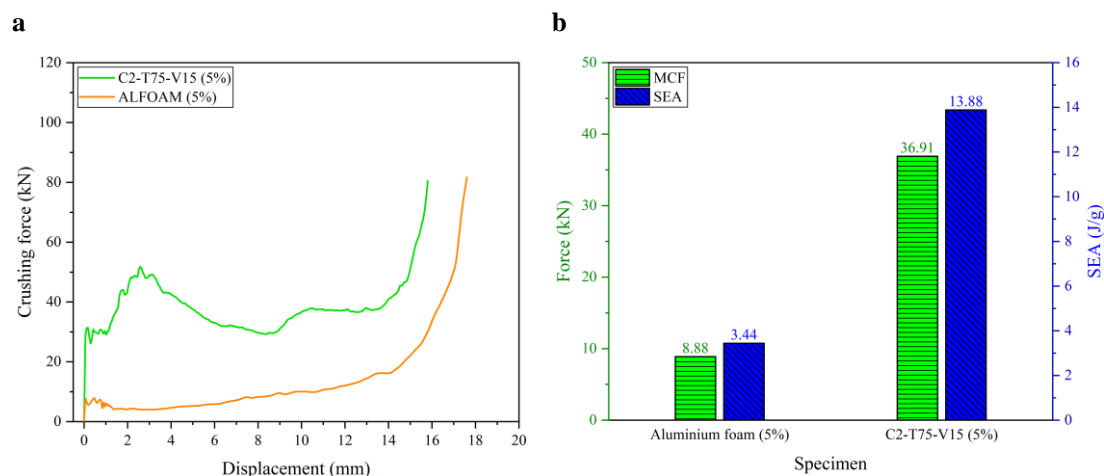 a
120
100
80
60
40
20
0
Crushing force (kN)
C2-T75-V15 (5%)
ALFOAM (5%)
0 2 4 6 8 10 12 14 16 18 20
Displacement (mm)
b
50
40
30
20
10
0
Force (kN)
MCF
SEA
8.88
3.44
36.91
13.88
16
14
12
10
8
6
4
2
0
SEA (J/g)
Aluminium foam (5%) C2-T75-V15 (5%)
Specimen